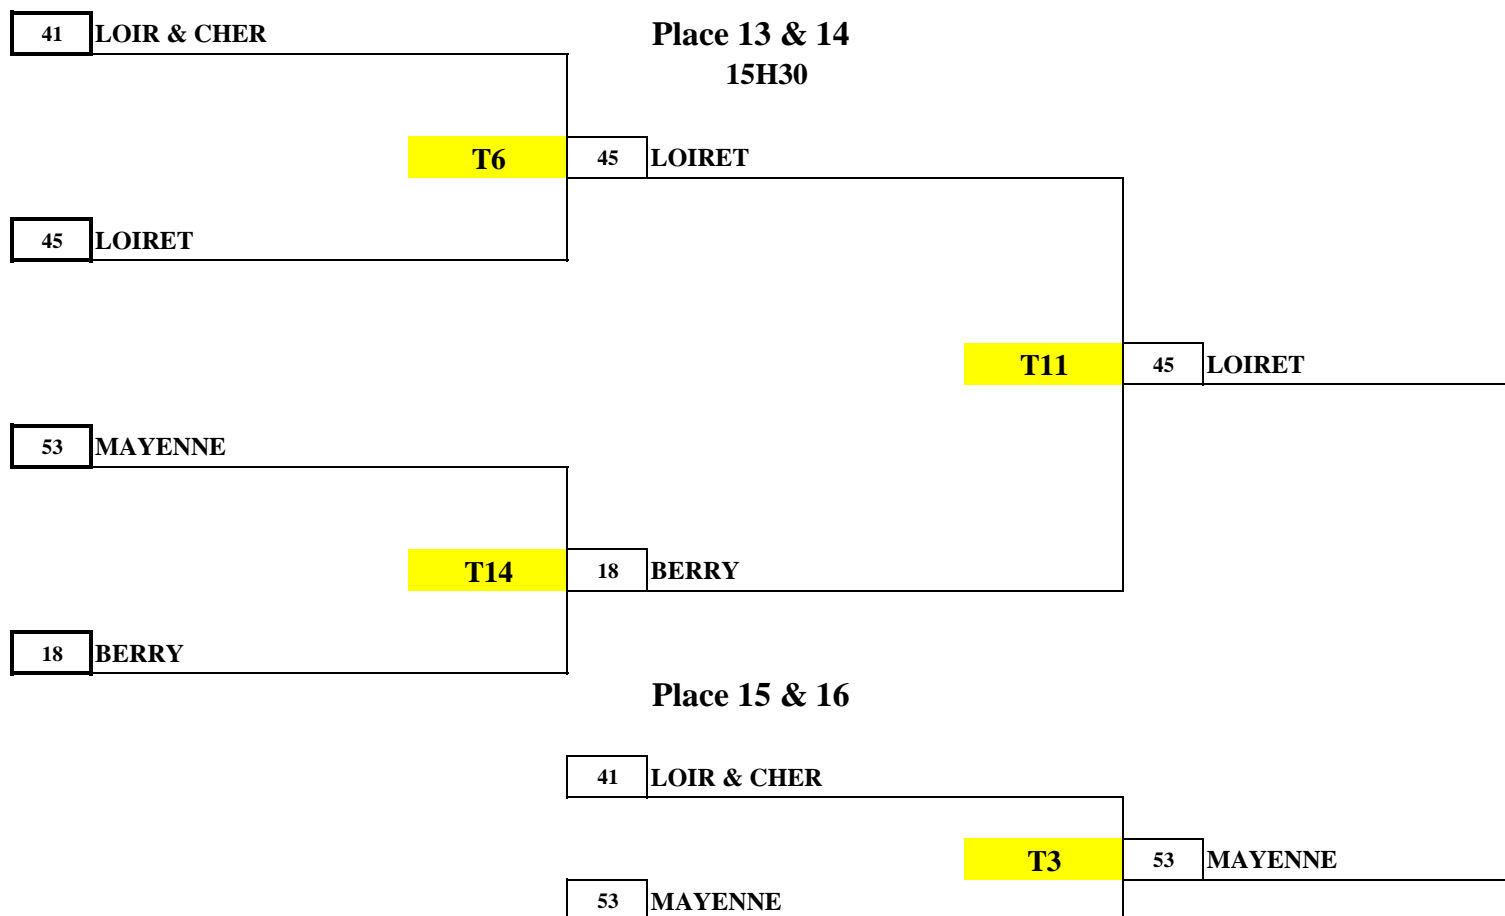 41 LOIR & CHER
Place 13 & 14
15H30
T6 45 LOIRET
45 LOIRET
T11 45 LOIRET
53 MAYENNE
T14 18 BERRY
18 BERRY
Place 15 & 16
41 LOIR & CHER
T3 53 MAYENNE
53 MAYENNE